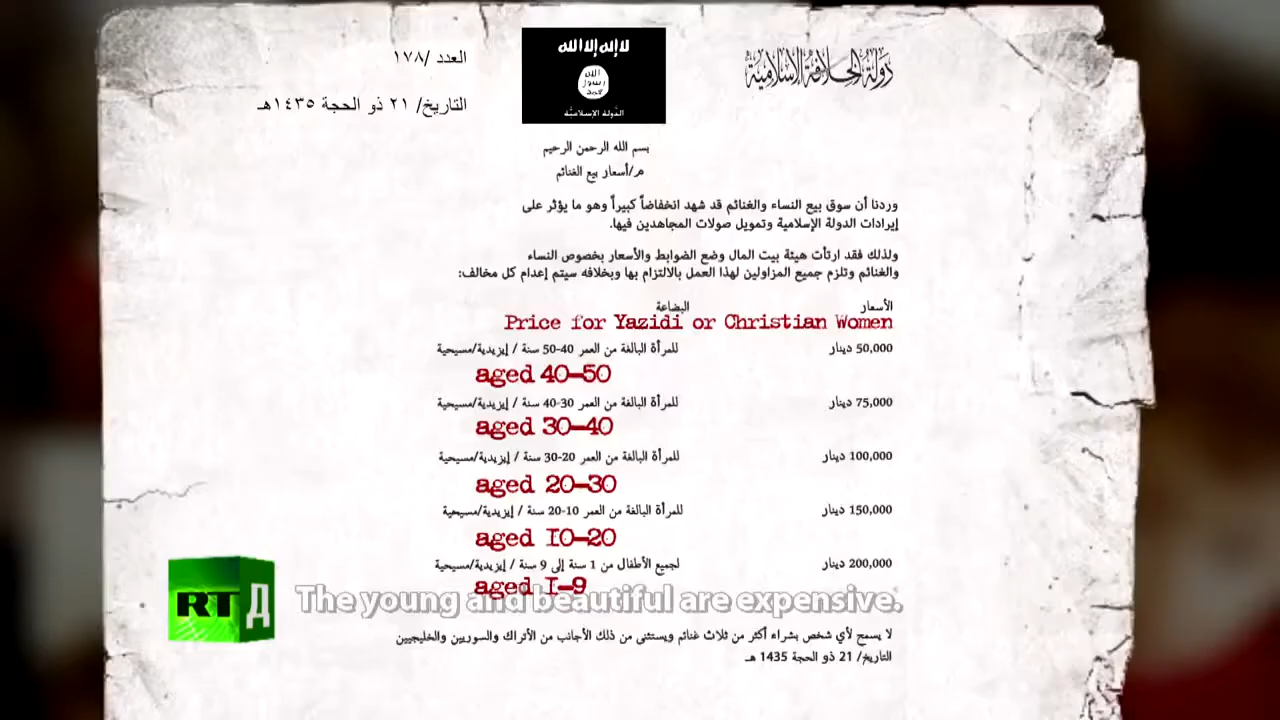 العدد /١٧٨
التاريخ/ ٢١ ذو الحجة ١٤٣٥هـ
لا إله إلا الله
الله
رسول
محمد
الدولة الإسلامية
دولة الخلافة الإسلامية
بسم الله الرحمن الرحيم
م/أسعار بيع الغنائم
وردنا أن سوق بيع النساء والغنائم قد شهد انخفاضاً كبيراً وهو ما يؤثر على
إيرادات الدولة الإسلامية وتمويل صولات المجاهدين فيها.
ولذلك فقد ارتأت هيئة بيت المال وضع الضوابط والأسعار بخصوص النساء
والغنائم وتلزم جميع المزاولين لهذا العمل بالالتزام بها وبخلافه سيتم إعدام كل مخالف:
الأسعار البضاعة
Price for Yazidi or Christian Women
50,000 دينار للمرأة البالغة من العمر 40-50 سنة / إيزيدية/مسيحية
aged 40–50
75,000 دينار للمرأة البالغة من العمر 30-40 سنة / إيزيدية/مسيحية
aged 30–40
100,000 دينار للمرأة البالغة من العمر 20-30 سنة / إيزيدية/مسيحية
aged 20–30
150,000 دينار للمرأة البالغة من العمر 10-20 سنة / إيزيدية/مسيحية
aged 10–20
200,000 دينار لجميع الأطفال من 1 سنة إلى 9 سنة / إيزيدية/مسيحية
aged 1–9
RT Д
The young and beautiful are expensive.
لا يسمح لأي شخص بشراء أكثر من ثلاث غنائم ويستثنى من ذلك الأجانب من الأتراك والسوريين والخليجيين
التاريخ/ 21 ذو الحجة 1435 هـ